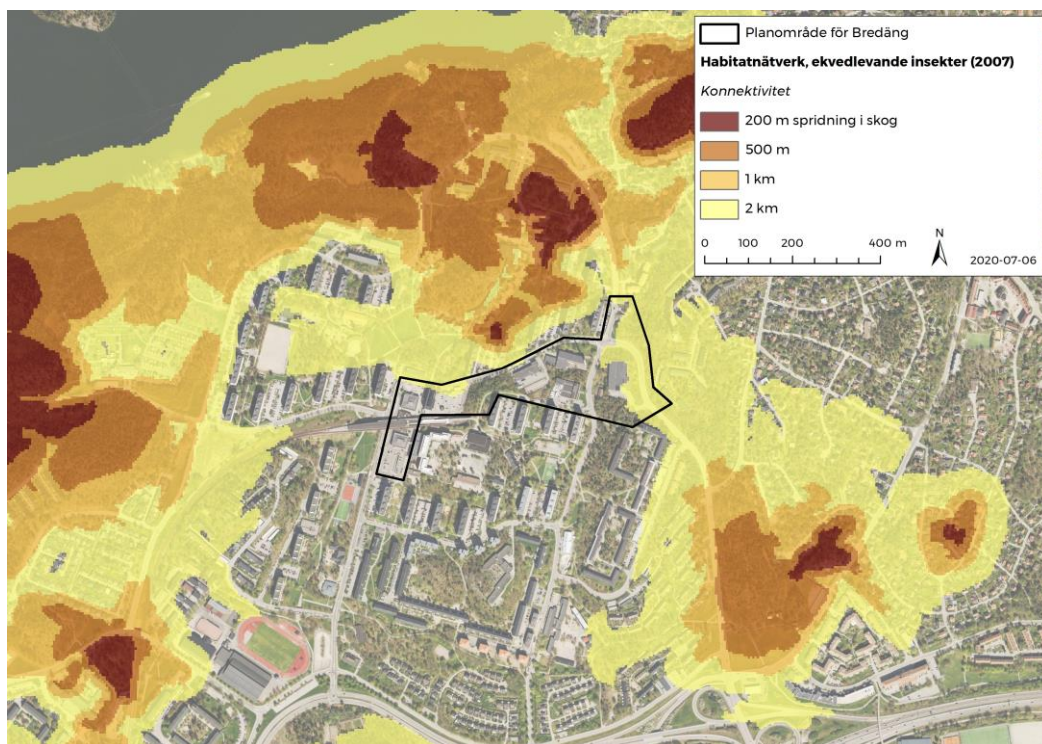 Planområde för Bredäng
Habitatnätverk, ekvedlevande insekter (2007)
Konnektivitet
200 m spridning i skog
500 m
1 km
2 km
0 100 200 400 m
N
2020-07-06